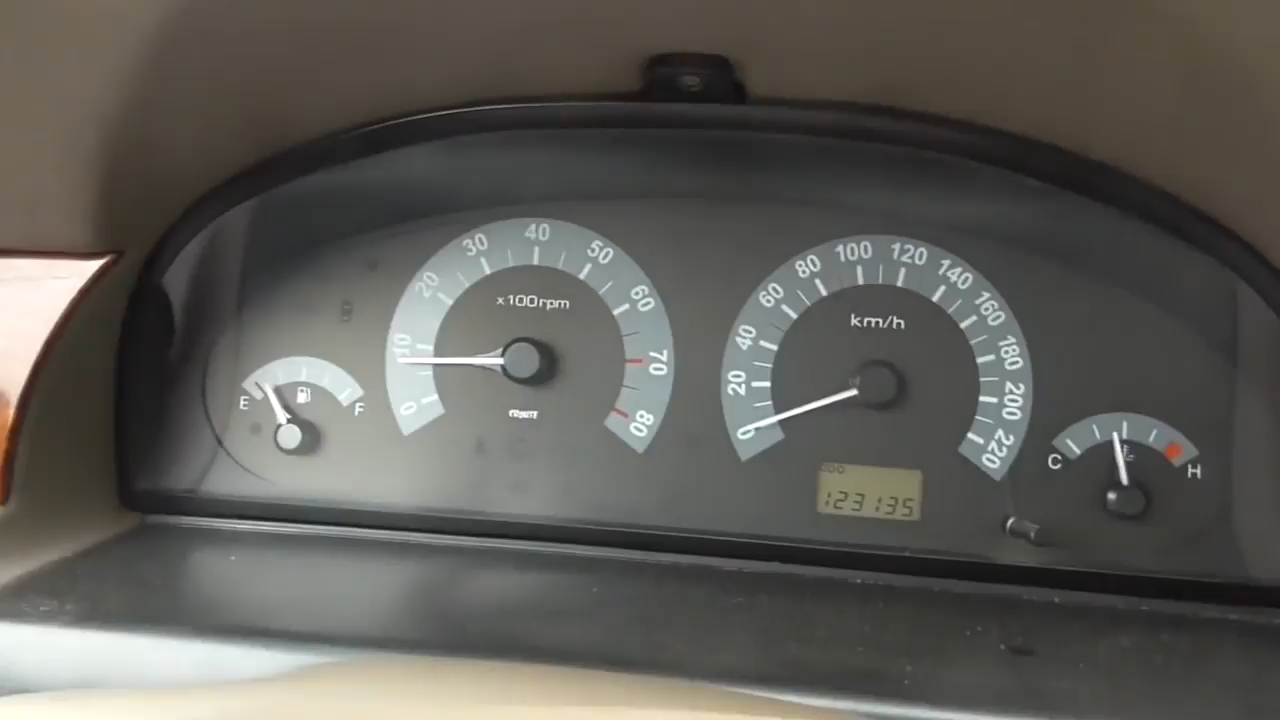 0 10 20 30 40 50 60 70 80
x100rpm
0 20 40 60 80 100 120 140 160 180 200 220
km/h
E F
C H
ODO
123135